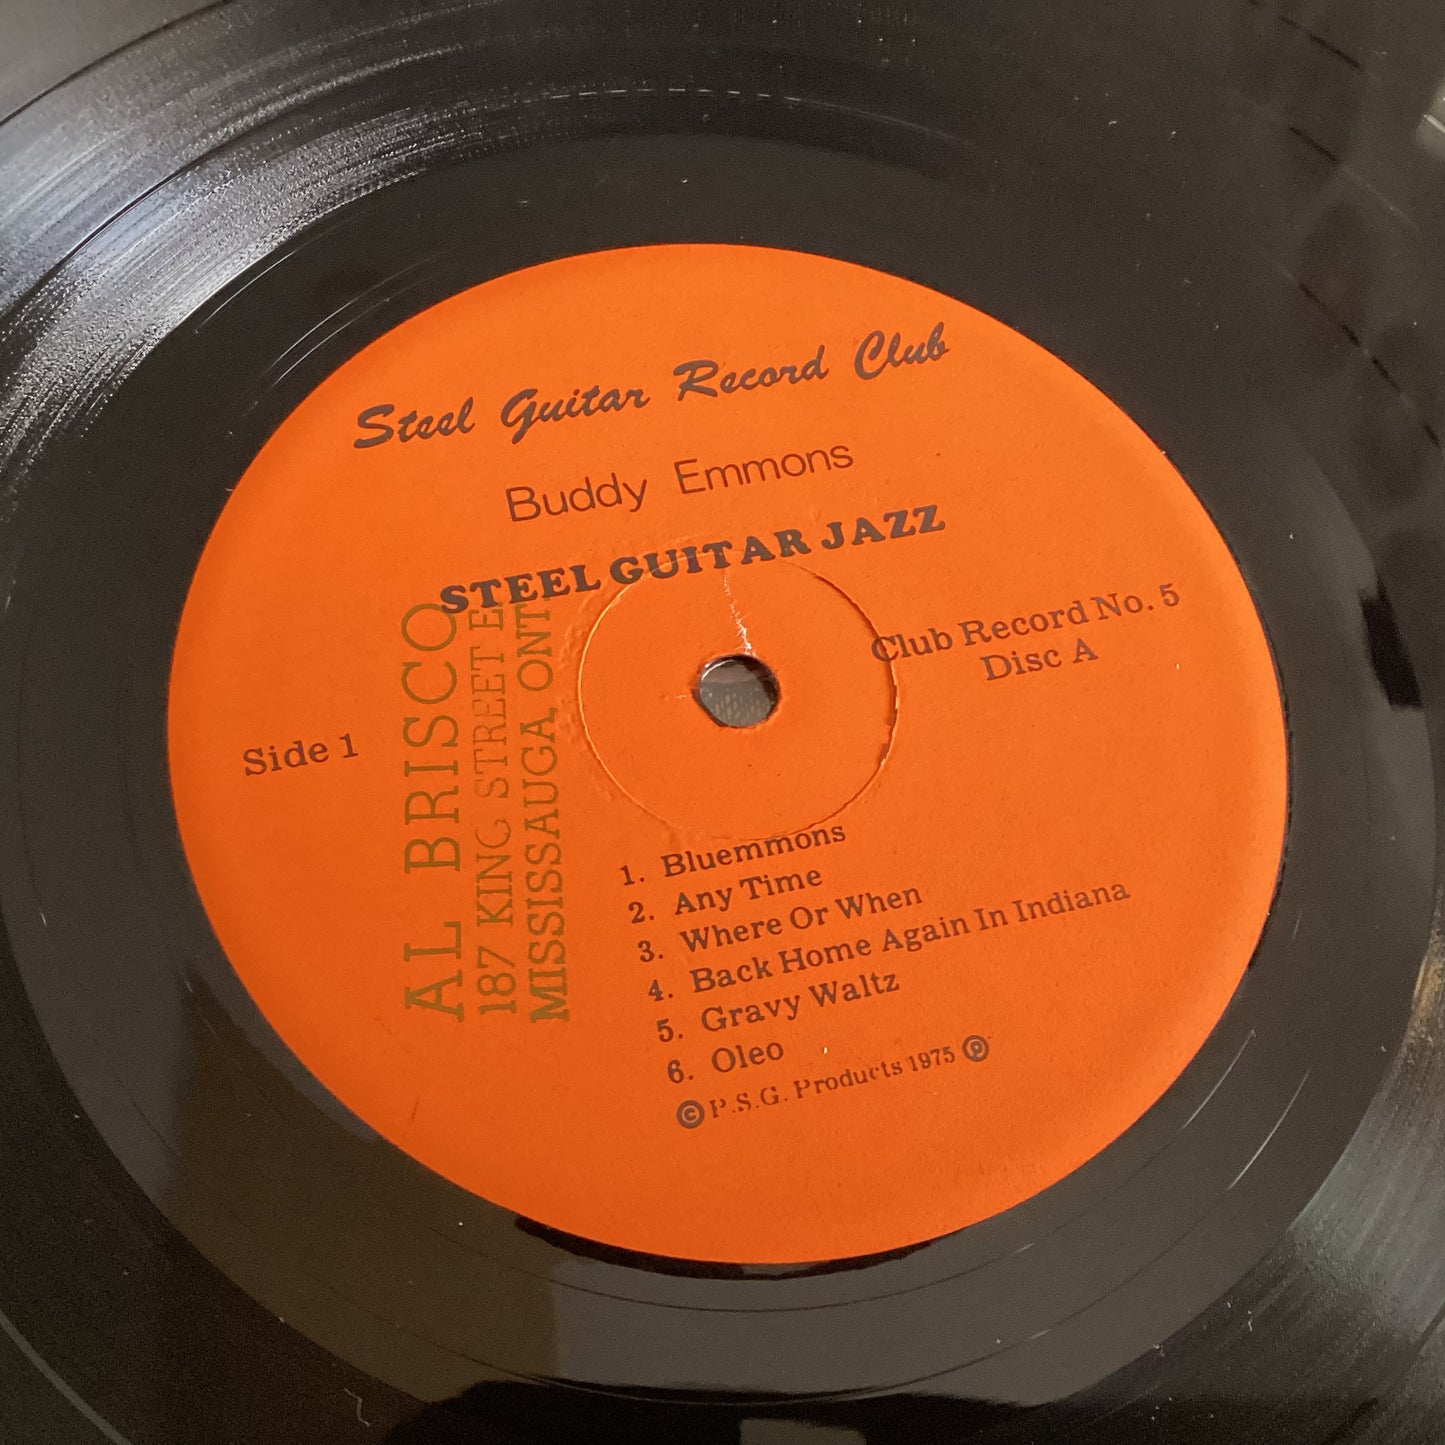 Steel Guitar Record Club
Buddy Emmons
STEEL GUITAR JAZZ
Club Record No. 5
Disc A
Side 1
AL BRISCO
187 KING STREET E
MISSISSAUGA, ONT
1. Bluemmons
2. Any Time
3. Where Or When
4. Back Home Again In Indiana
5. Gravy Waltz
6. Oleo
© P.S.G. Products 1975 ℗